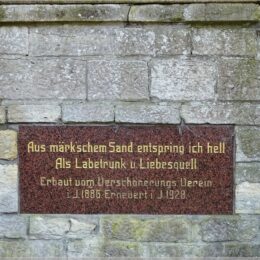 Aus märkschem Sand entspring ich hell
Als Labetrunk u Liebesquell
Erbaut vom Verschönerungs Verein
i.J.1886 Erneuert i.J.1928.